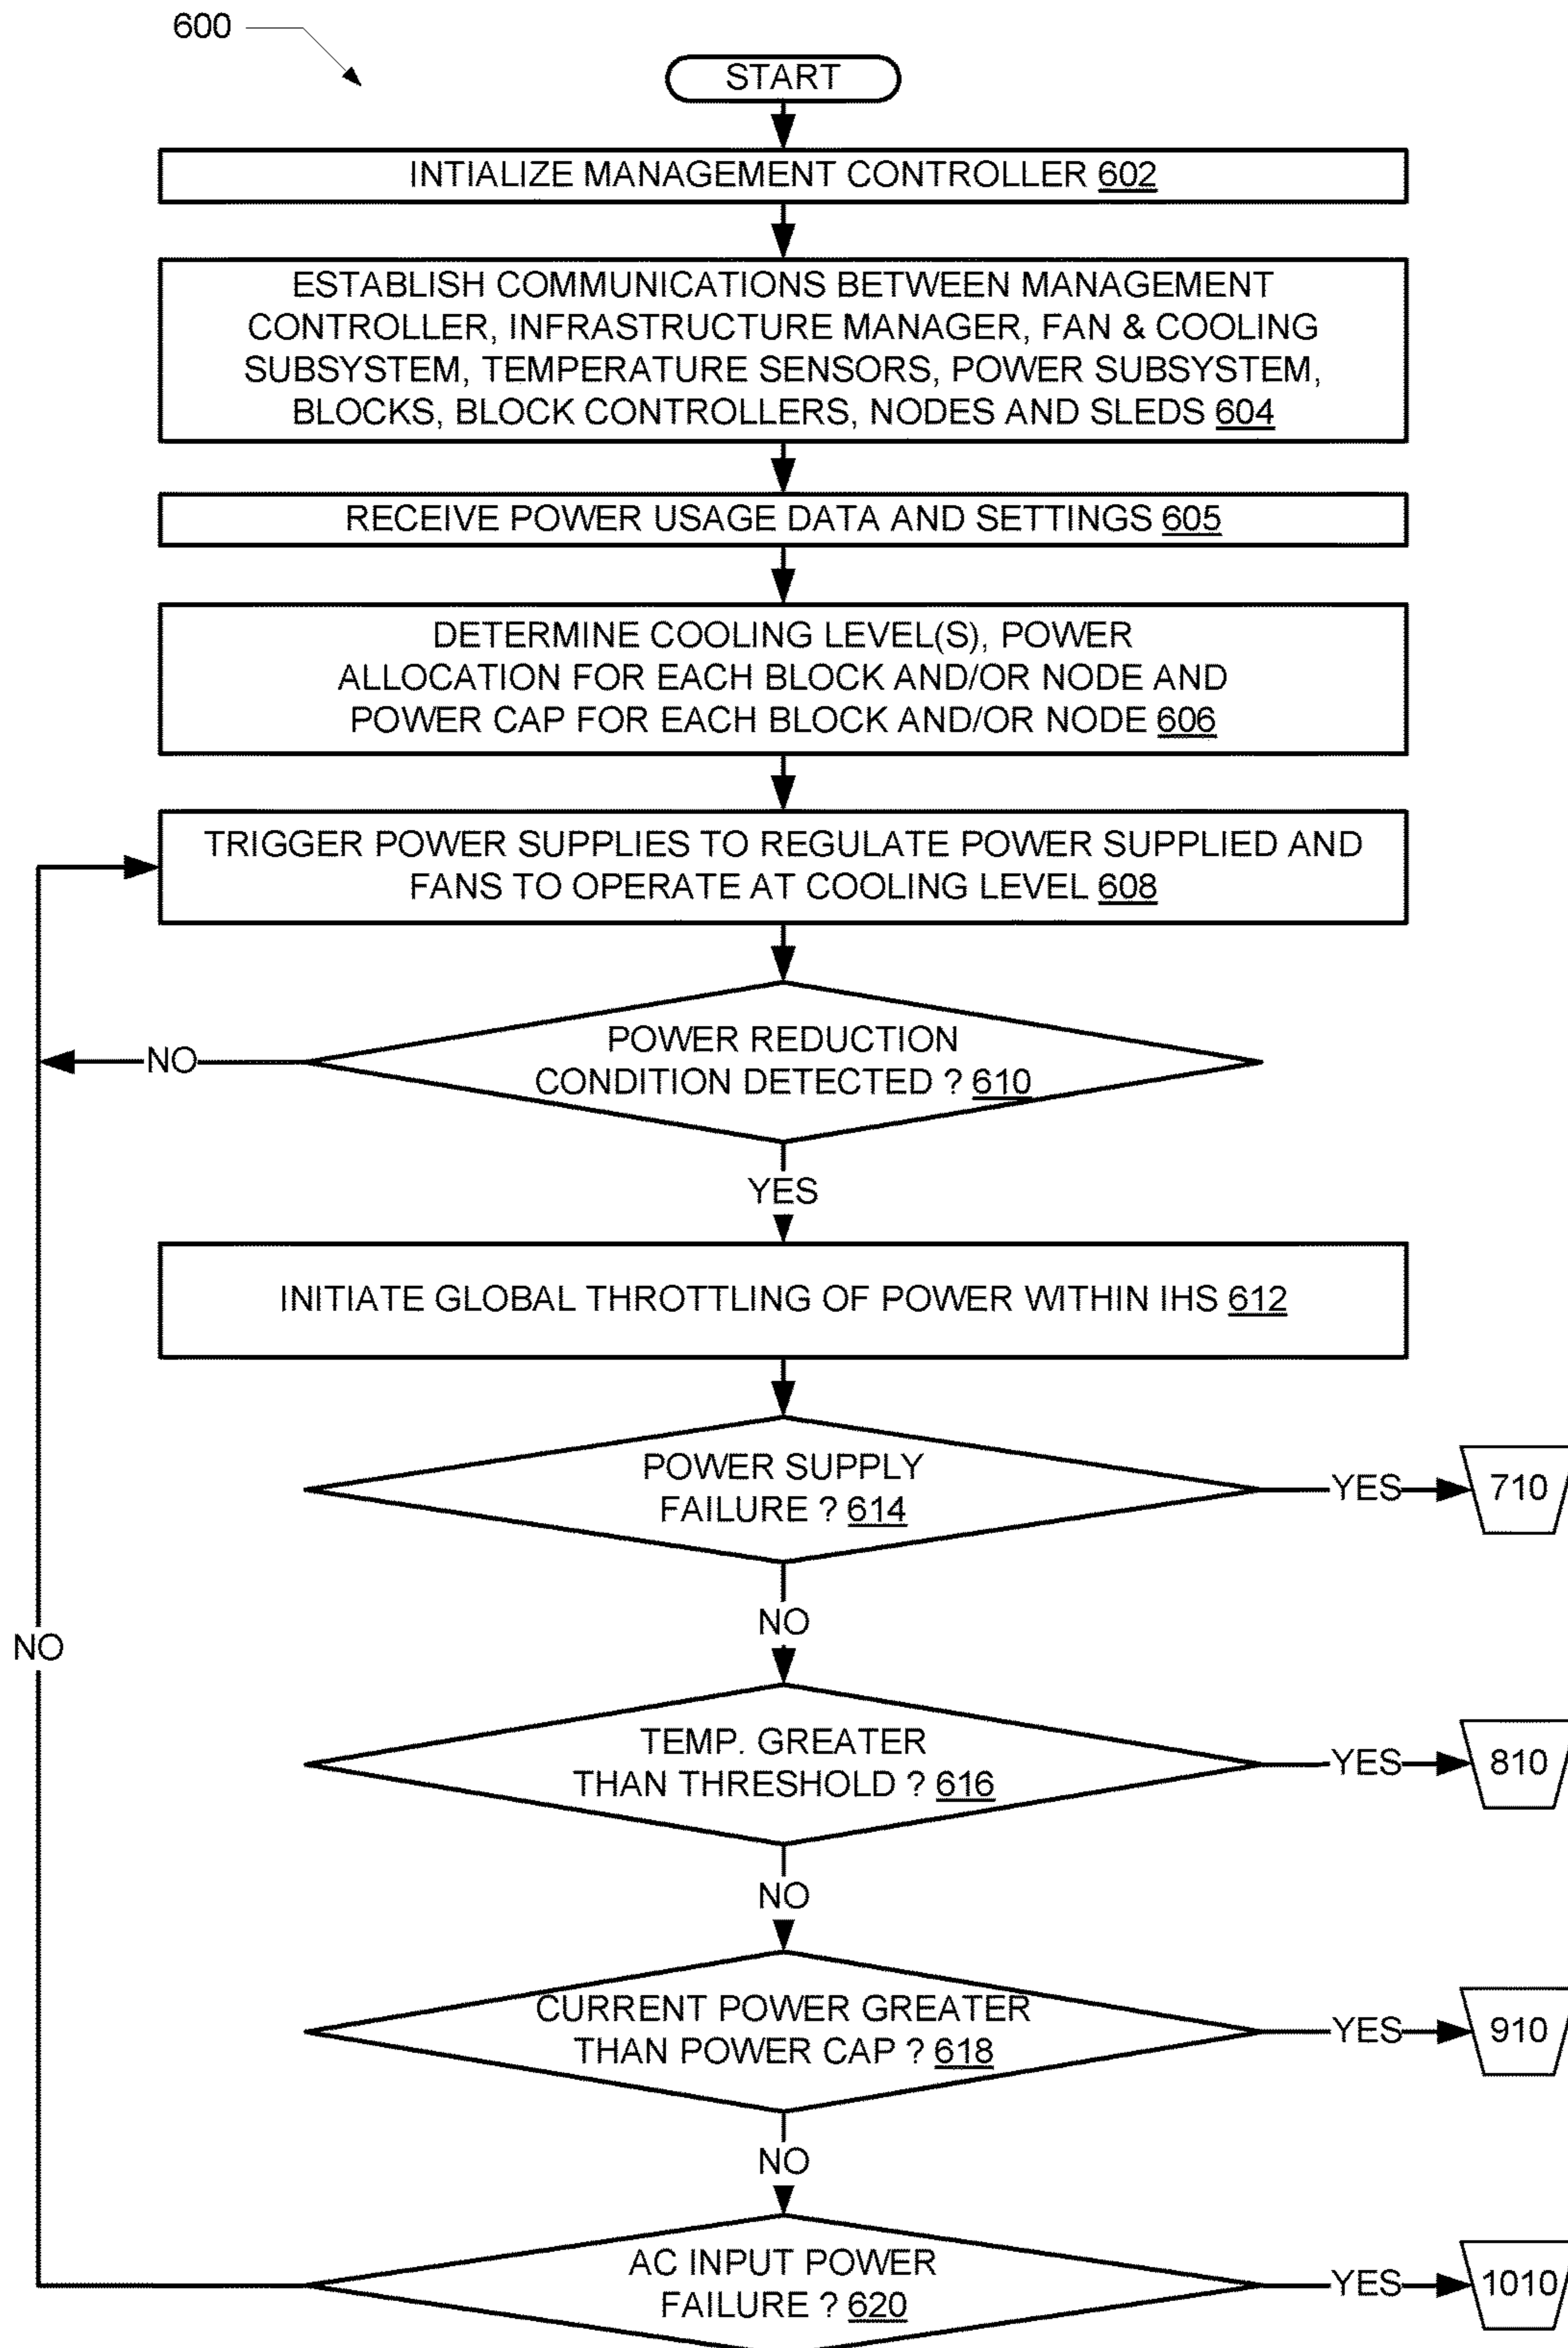 600
START
INTIALIZE MANAGEMENT CONTROLLER 602
ESTABLISH COMMUNICATIONS BETWEEN MANAGEMENT
CONTROLLER, INFRASTRUCTURE MANAGER, FAN & COOLING
SUBSYSTEM, TEMPERATURE SENSORS, POWER SUBSYSTEM,
BLOCKS, BLOCK CONTROLLERS, NODES AND SLEDS 604
RECEIVE POWER USAGE DATA AND SETTINGS 605
DETERMINE COOLING LEVEL(S), POWER
ALLOCATION FOR EACH BLOCK AND/OR NODE AND
POWER CAP FOR EACH BLOCK AND/OR NODE 606
TRIGGER POWER SUPPLIES TO REGULATE POWER SUPPLIED AND
FANS TO OPERATE AT COOLING LEVEL 608
POWER REDUCTION
CONDITION DETECTED ? 610
NO
YES
INITIATE GLOBAL THROTTLING OF POWER WITHIN IHS 612
POWER SUPPLY
FAILURE ? 614
YES
710
NO
NO
TEMP. GREATER
THAN THRESHOLD ? 616
YES
810
NO
CURRENT POWER GREATER
THAN POWER CAP ? 618
YES
910
NO
AC INPUT POWER
FAILURE ? 620
YES
1010